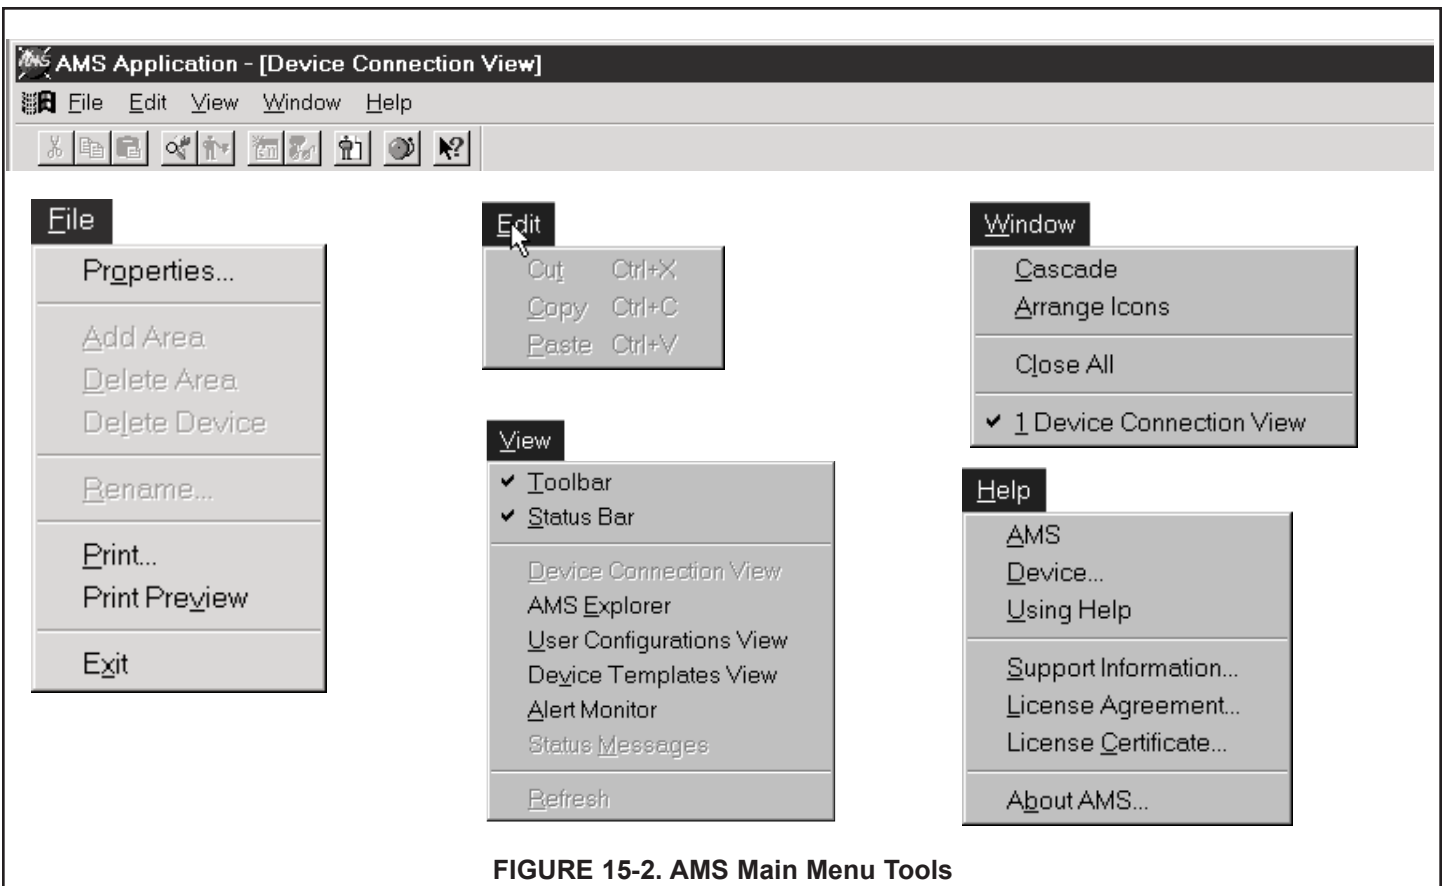 AMS Application - [Device Connection View]
File Edit View Window Help
File
Properties...
Add Area
Delete Area
Delete Device
Rename...
Print...
Print Preview
Exit
Edit
Cut Ctrl+X
Copy Ctrl+C
Paste Ctrl+V
View
Toolbar
Status Bar
Device Connection View
AMS Explorer
User Configurations View
Device Templates View
Alert Monitor
Status Messages
Refresh
Window
Cascade
Arrange Icons
Close All
1 Device Connection View
Help
AMS
Device...
Using Help
Support Information...
License Agreement...
License Certificate...
About AMS...
FIGURE 15-2. AMS Main Menu Tools